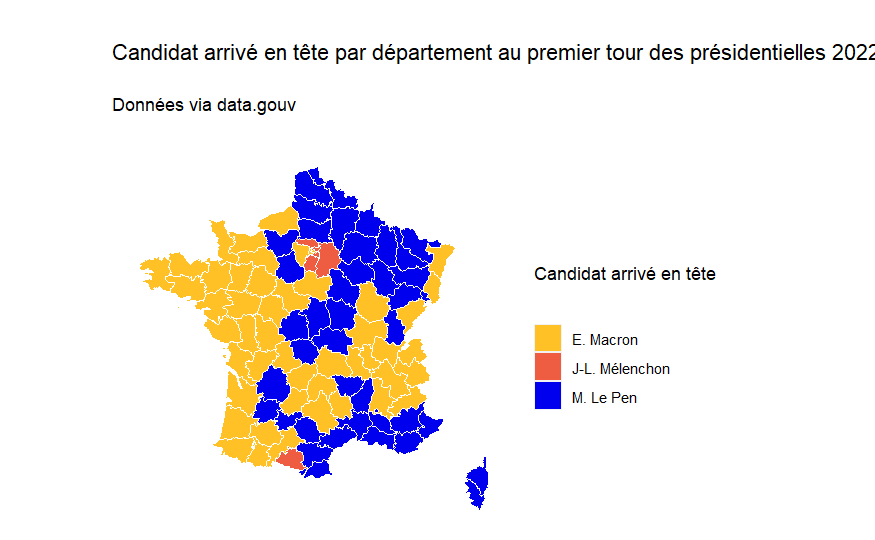 Candidat arrivé en tête par département au premier tour des présidentielles 2022
Données via data.gouv
Candidat arrivé en tête
E. Macron
J-L. Mélenchon
M. Le Pen